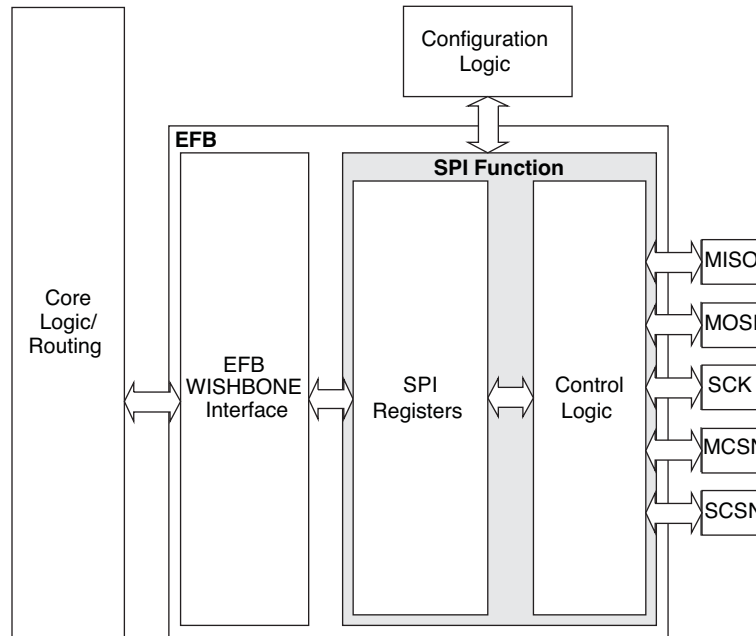 Configuration
Logic
EFB
SPI Function
Core
Logic/
Routing
EFB
WISHBONE
Interface
SPI
Registers
Control
Logic
MISO
MOSI
SCK
MCSN
SCSN